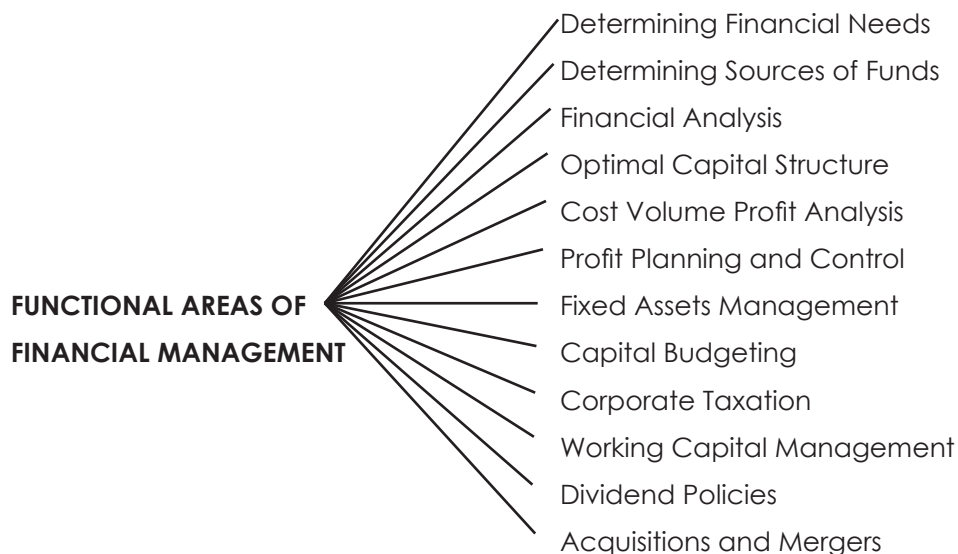 Determining Financial Needs
Determining Sources of Funds
Financial Analysis
Optimal Capital Structure
Cost Volume Profit Analysis
Profit Planning and Control
FUNCTIONAL AREAS OF
Fixed Assets Management
FINANCIAL MANAGEMENT
Capital Budgeting
Corporate Taxation
Working Capital Management
Dividend Policies
Acquisitions and Mergers